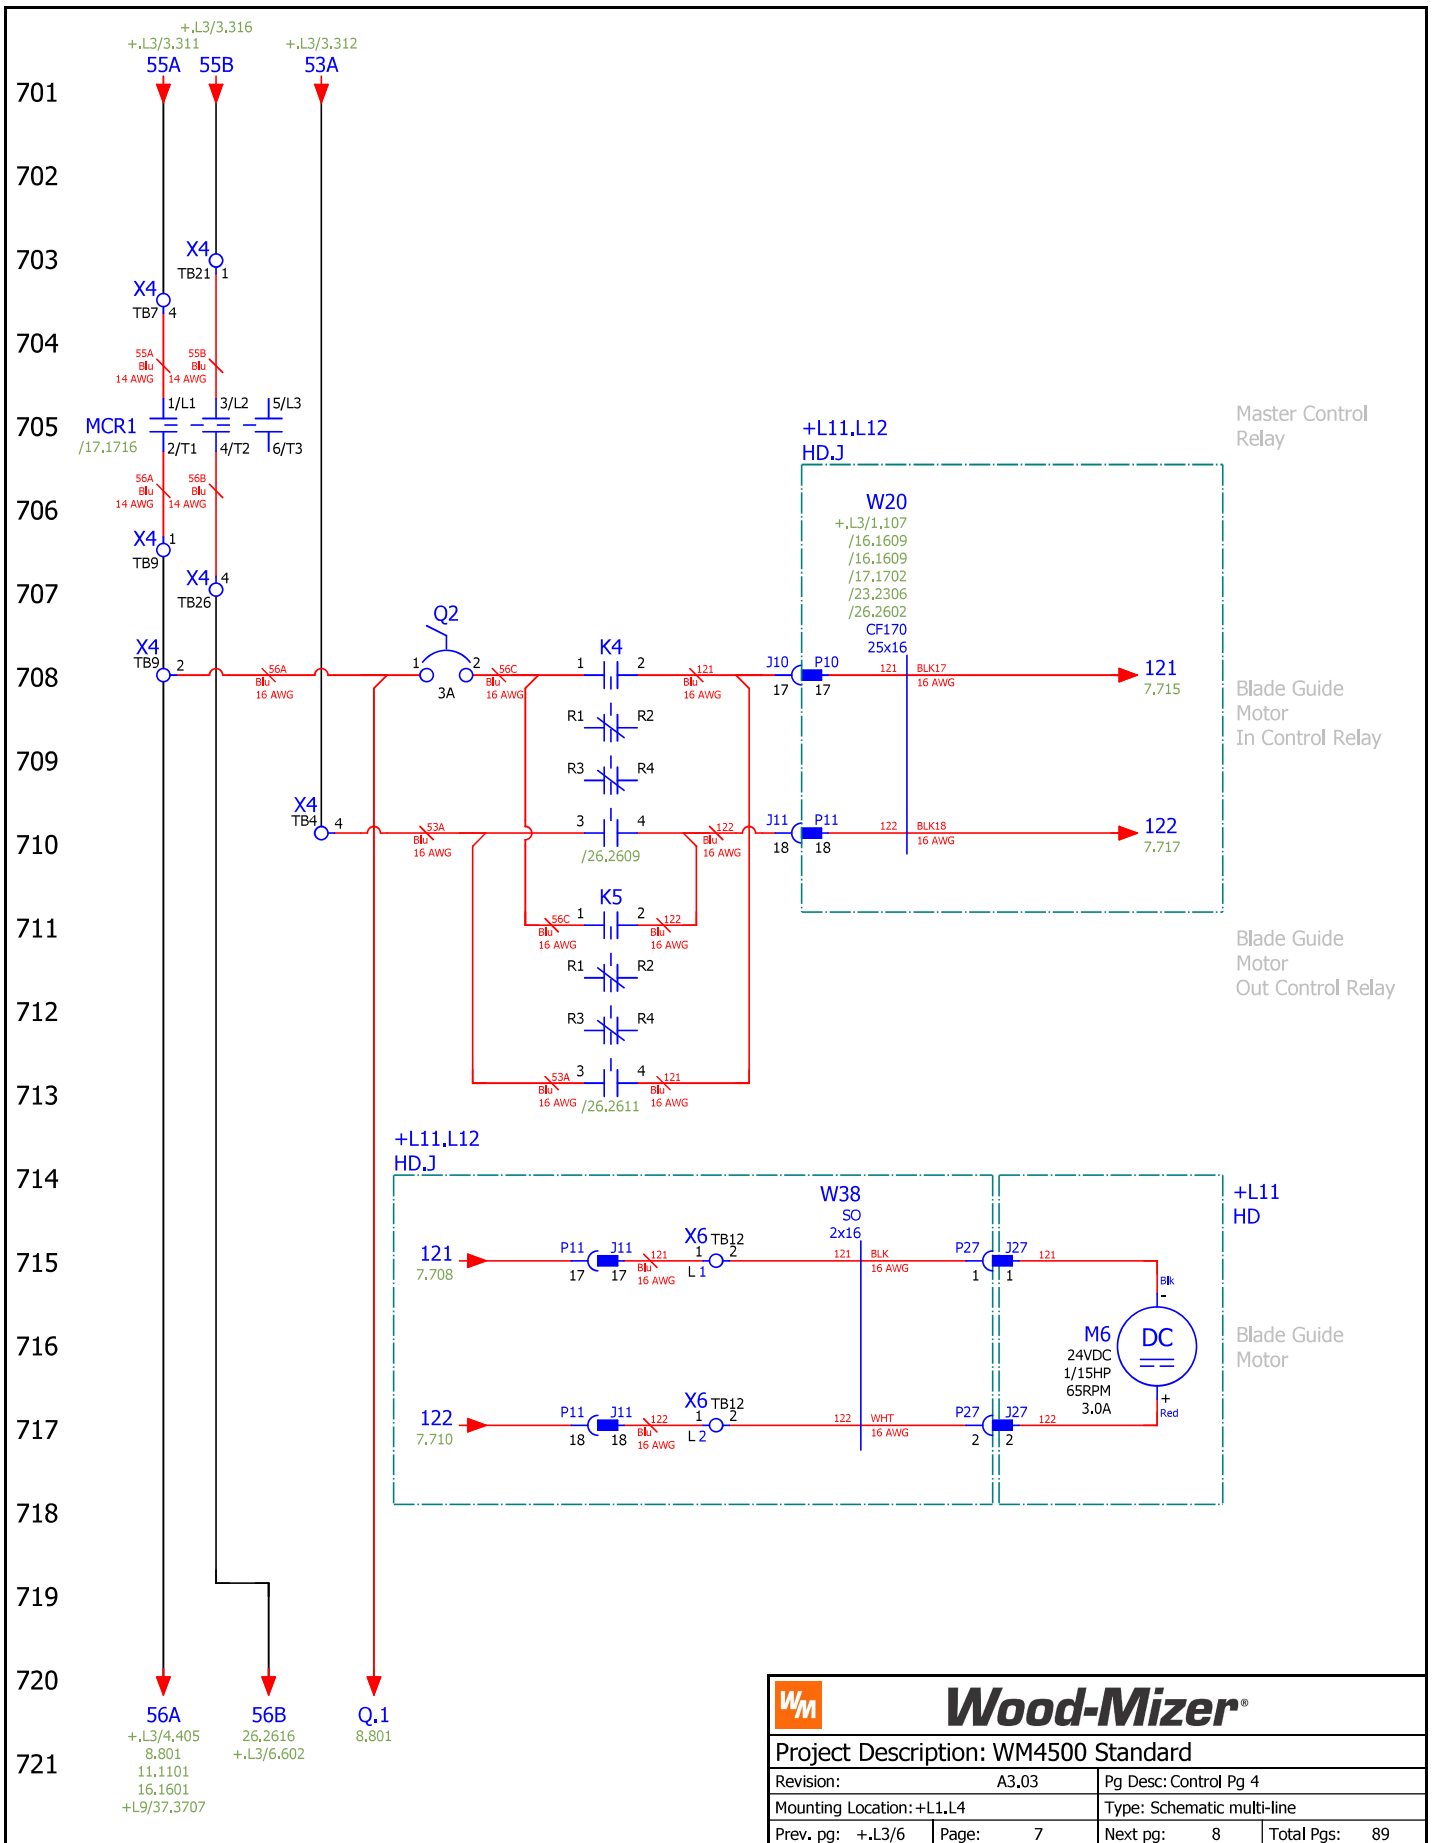 +.L3/3.316
+.L3/3.311
+.L3/3.312
55A 55B 53A
701
702
703
X4
TB21 1
X4
TB7 4
704
55A
Blu
14 AWG
55B
Blu
14 AWG
1/L1 3/L2 5/L3
705
MCR1
/17.1716
2/T1 4/T2 6/T3
Master Control
Relay
+L11.L12
HD.J
56A
Blu
14 AWG
56B
Blu
14 AWG
706
W20
+.L3/1.107
/16.1609
/16.1609
/17.1702
/23.2306
/26.2602
CF170
25x16
X4 1
TB9
707
X4 4
TB26
Q2
K4
708
X4
TB9 2
56A
Blu
16 AWG
1 2
3A
56C
Blu
16 AWG
1 2
121
Blu
16 AWG
J10 P10
17 17
121 BLK17
16 AWG
121
7.715
Blade Guide
Motor
In Control Relay
R1 R2
709
R3 R4
X4
TB4 4
710
53A
Blu
16 AWG
3 4
/26.2609
122
Blu
16 AWG
J11 P11
18 18
122 BLK18
16 AWG
122
7.717
K5
711
56C
Blu
16 AWG
1 2
122
Blu
16 AWG
Blade Guide
Motor
Out Control Relay
R1 R2
712
R3 R4
713
53A
Blu
16 AWG
3 4
/26.2611
121
Blu
16 AWG
+L11.L12
HD.J
714
W38
SO
2x16
+L11
HD
715
121
7.708
P11 J11
17 17
121
Blu
16 AWG
X6 TB12
1 2
L 1
121 BLK
16 AWG
P27 J27
1 1
121
Blk
-
716
M6
24VDC
1/15HP
65RPM
3.0A
DC
+
Red
Blade Guide
Motor
717
122
7.710
P11 J11
18 18
122
Blu
16 AWG
X6 TB12
1 2
L 2
122 WHT
16 AWG
P27 J27
2 2
122
718
719
720
56A
+.L3/4.405
8.801
11.1101
16.1601
+L9/37.3707
56B
26.2616
+.L3/6.602
Q.1
8.801
721
WM
Wood-Mizer®
Project Description: WM4500 Standard
Revision: A3.03 Pg Desc: Control Pg 4
Mounting Location: +L1.L4 Type: Schematic multi-line
Prev. pg: +.L3/6 Page: 7 Next pg: 8 Total Pgs: 89